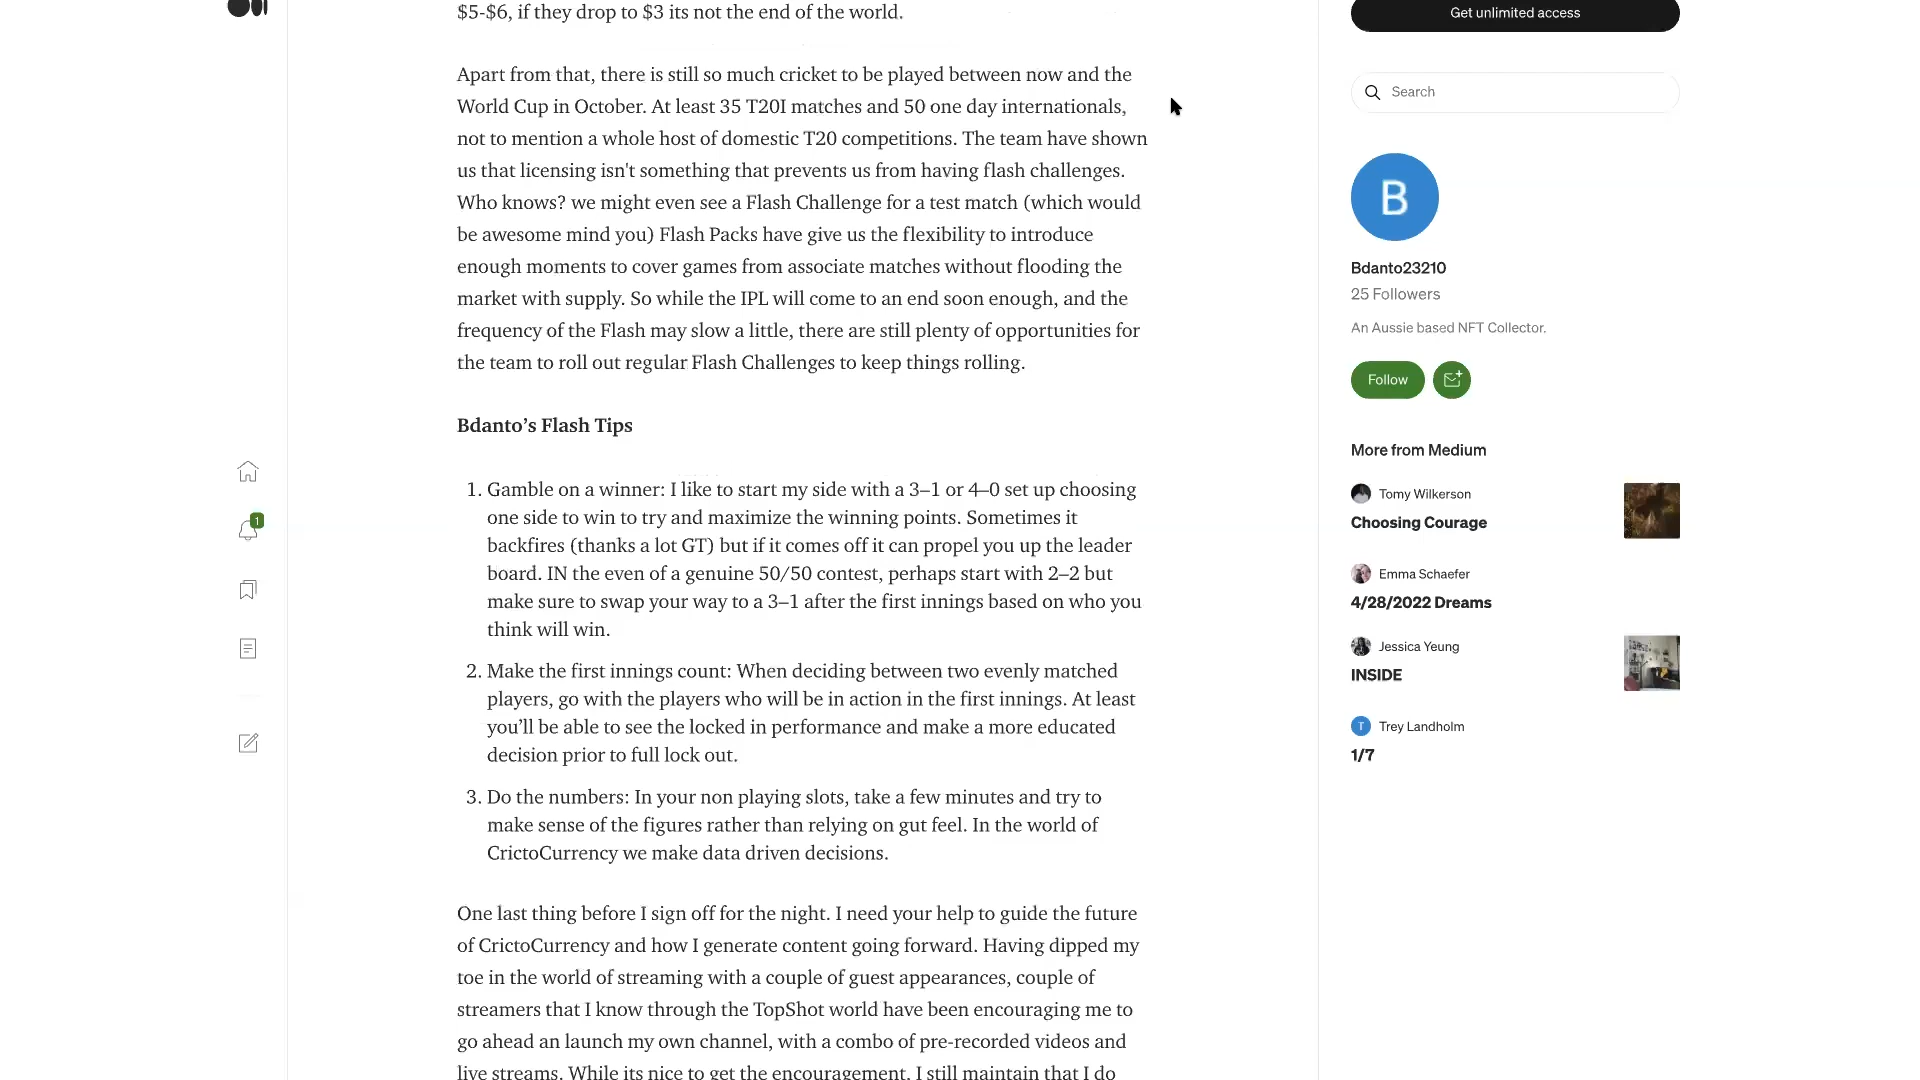 $5-$6, if they drop to $3 its not the end of the world.
Apart from that, there is still so much cricket to be played between now and the
World Cup in October. At least 35 T20I matches and 50 one day internationals,
not to mention a whole host of domestic T20 competitions. The team have shown
us that licensing isn't something that prevents us from having flash challenges.
Who knows? we might even see a Flash Challenge for a test match (which would
be awesome mind you) Flash Packs have give us the flexibility to introduce
enough moments to cover games from associate matches without flooding the
market with supply. So while the IPL will come to an end soon enough, and the
frequency of the Flash may slow a little, there are still plenty of opportunities for
the team to roll out regular Flash Challenges to keep things rolling.
Bdanto’s Flash Tips
1. Gamble on a winner: I like to start my side with a 3–1 or 4–0 set up choosing
one side to win to try and maximize the winning points. Sometimes it
backfires (thanks a lot GT) but if it comes off it can propel you up the leader
board. IN the even of a genuine 50/50 contest, perhaps start with 2–2 but
make sure to swap your way to a 3–1 after the first innings based on who you
think will win.
2. Make the first innings count: When deciding between two evenly matched
players, go with the players who will be in action in the first innings. At least
you’ll be able to see the locked in performance and make a more educated
decision prior to full lock out.
3. Do the numbers: In your non playing slots, take a few minutes and try to
make sense of the figures rather than relying on gut feel. In the world of
CrictoCurrency we make data driven decisions.
One last thing before I sign off for the night. I need your help to guide the future
of CrictoCurrency and how I generate content going forward. Having dipped my
toe in the world of streaming with a couple of guest appearances, couple of
streamers that I know through the TopShot world have been encouraging me to
go ahead an launch my own channel, with a combo of pre-recorded videos and
live streams. While its nice to get the encouragement, I still maintain that I do
1
Get unlimited access
Search
B
Bdanto23210
25 Followers
An Aussie based NFT Collector.
Follow
More from Medium
Tomy Wilkerson
Choosing Courage
Emma Schaefer
4/28/2022 Dreams
Jessica Yeung
INSIDE
T Trey Landholm
1/7